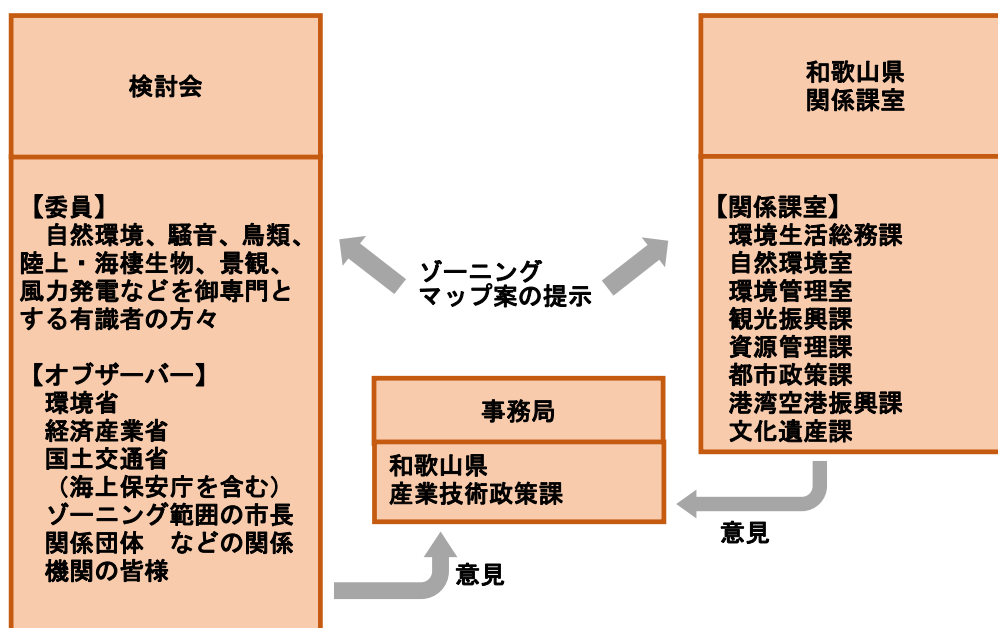 検討会
【委員】
自然環境、騒音、鳥類、
陸上・海棲生物、景観、
風力発電などを御専門と
する有識者の方々
【オブザーバー】
環境省
経済産業省
国土交通省
（海上保安庁を含む）
ゾーニング範囲の市長
関係団体　などの関係
機関の皆様
ゾーニング
マップ案の提示
事務局
和歌山県
産業技術政策課
意見
和歌山県
関係課室
【関係課室】
環境生活総務課
自然環境室
環境管理室
観光振興課
資源管理課
都市政策課
港湾空港振興課
文化遺産課
意見